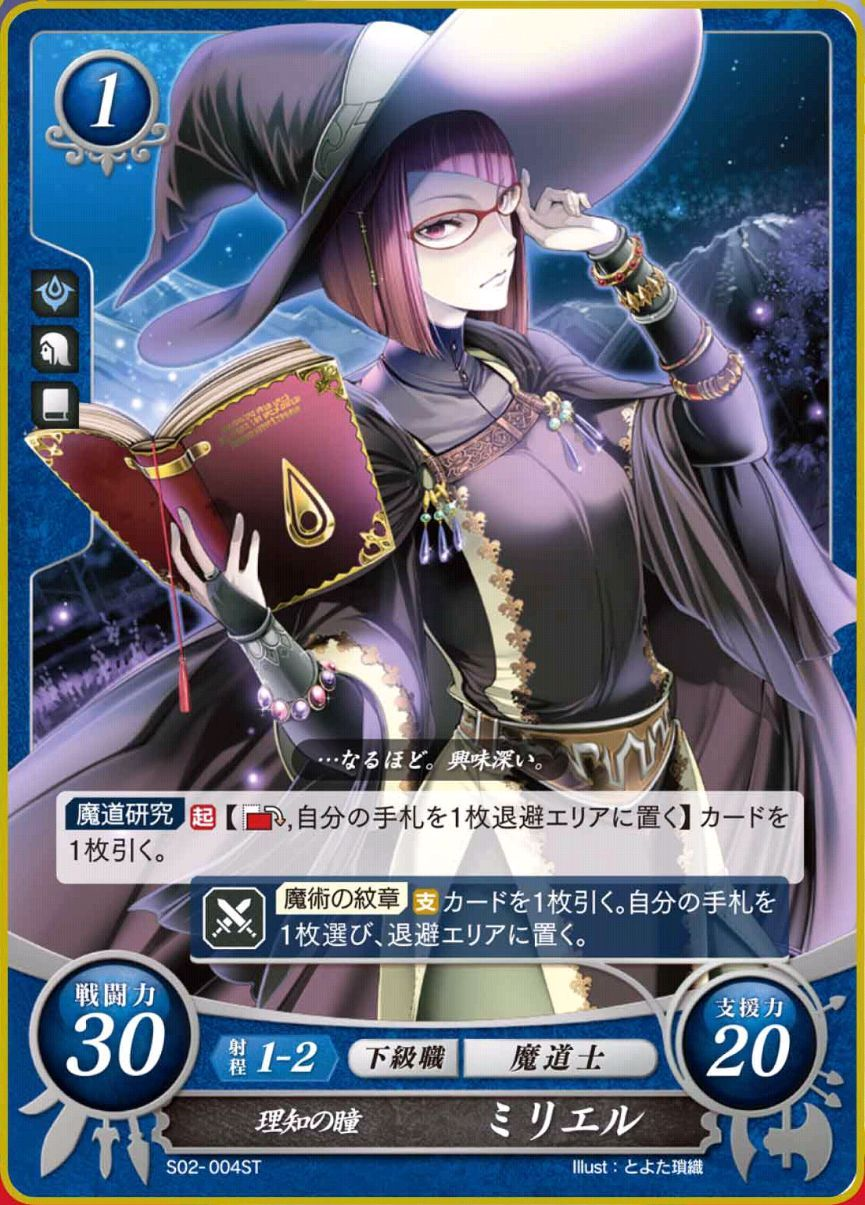 1
…なるほど。興味深い。
魔道研究 起【 ,自分の手札を1枚退避エリアに置く】カードを
1枚引く。
魔術の紋章 支 カードを1枚引く。自分の手札を
1枚選び、退避エリアに置く。
戦闘力
30
射程 1-2 下級職 魔道士
支援力
20
理知の瞳 ミリエル
S02-004ST Illust：とよた瑣織